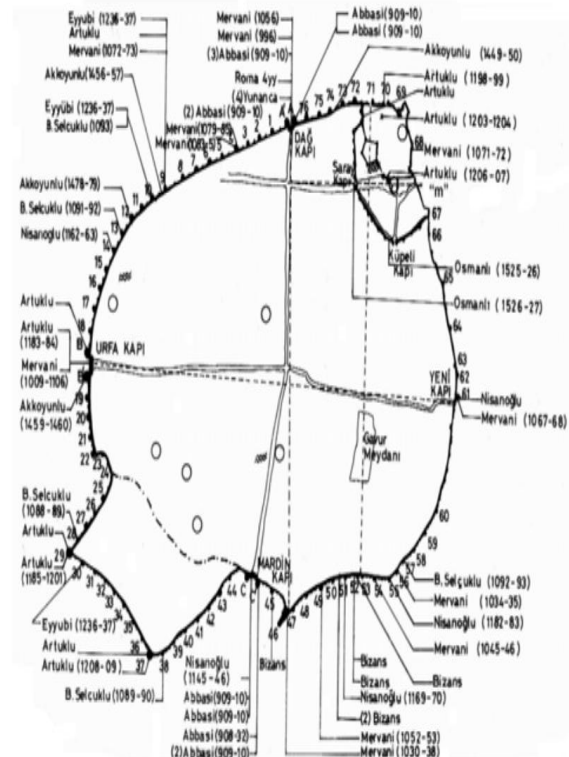 Eyyubi (1236-37)
Artuklu
Mervani (1072-73)
Akkoyunlu (1456-57)
Eyyübi (1236-37)
B.Selcuklu (1093)
Mervani (1056)
Mervani (996)
(3) Abbasi (909-10)
Roma 4yy
(4) Yunanca
(2) Abbasi (909-10)
Abbasi (909-10)
Abbasi (909-10)
Akkoyunlu (1449-50)
Artuklu (1198-99)
Artuklu
Artuklu (1203-1204)
Mervani (1071-72)
Artuklu (1206-07)
"m"
DAĞ
KAPI
Saray
Kapı
Küpeli
Kapı
Osmanlı (1525-26)
Osmanlı (1526-27)
Akkoyunlu (1478-79)
B.Selcuklu (1091-92)
Nisanoglu (1162-63)
Artuklu
Artuklu
(1183-84)
URFA KAPI
Mervani
(1009-1106)
Akkoyunlu
(1459-1460)
YENİ
KAPI
Nisanoğlu
Mervani (1067-68)
Gavur
Meydanı
B.Selcuklu
(1088-89)
Artuklu
Artuklu
(1185-1201)
Eyyubi (1236-37)
Artuklu
Artuklu (1208-09)
B.Selcuklu (1089-90)
MARDİN
KAPI
Nisanoğlu
(1145-46)
Abbasi (909-10)
Abbasi (909-10)
Abbasi (908-32)
(2) Abbasi (909-10)
Bizans
B.Selçuklu (1092-93)
Mervani (1034-35)
Nisanoğlu (1182-83)
Mervani (1045-46)
Bizans
Bizans
Bizans
Nisanoğlu (1169-70)
(2) Bizans
Mervani (1052-53)
Mervani (1030-38)